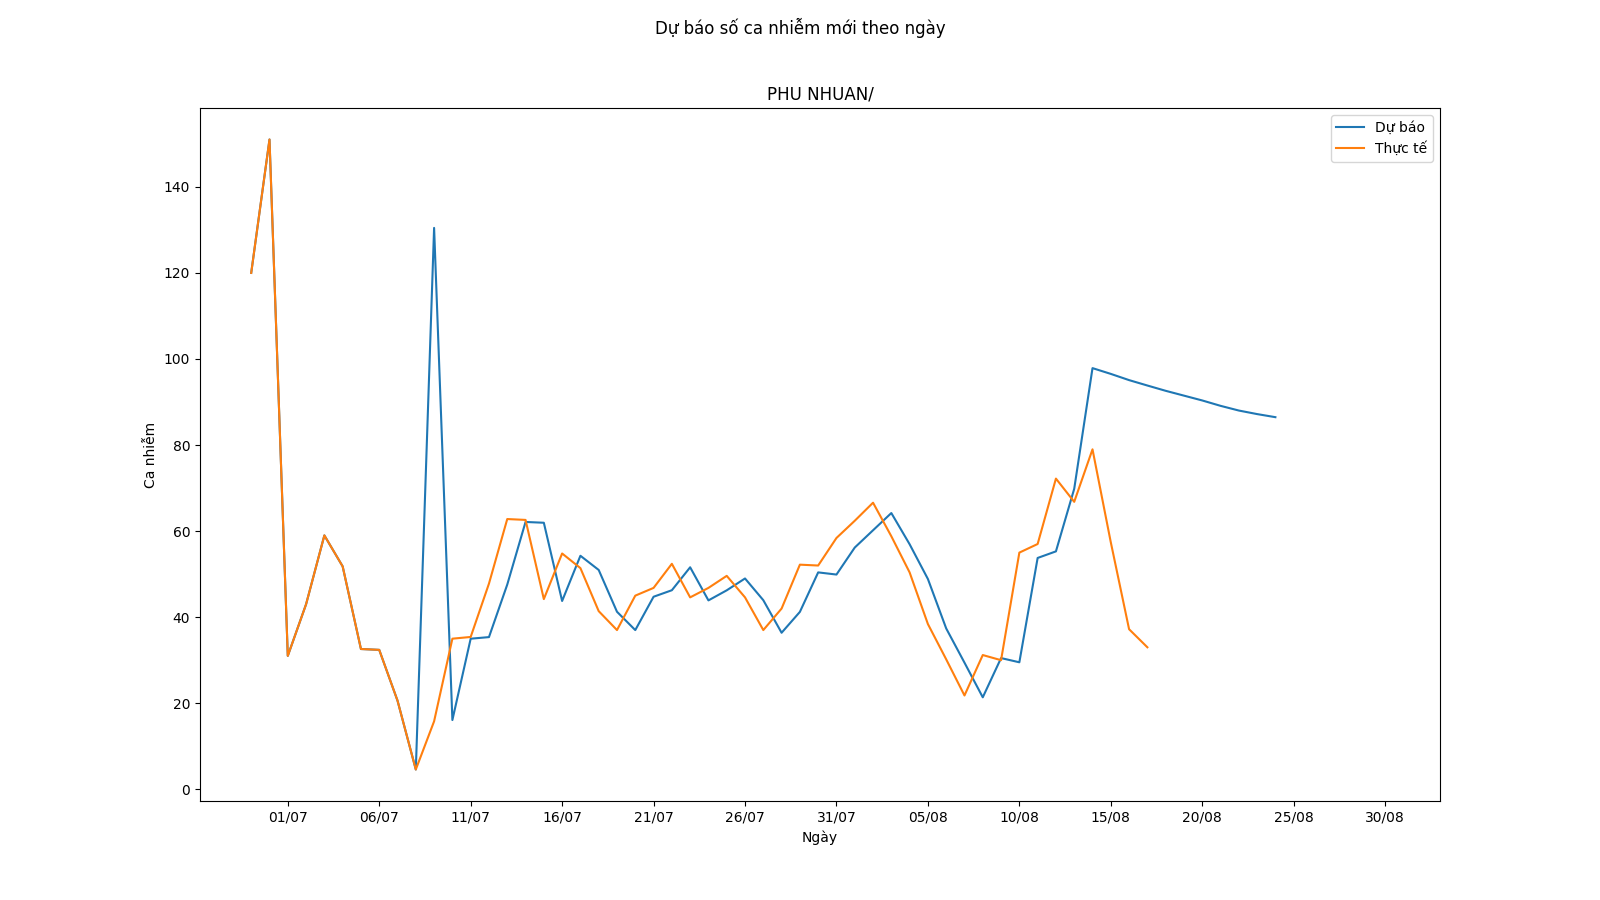 Dự báo số ca nhiễm mới theo ngày
PHU NHUAN/
Dự báo
Thực tế
140
120
100
80
60
40
20
0
Ca nhiễm
01/07 06/07 11/07 16/07 21/07 26/07 31/07 05/08 10/08 15/08 20/08 25/08 30/08
Ngày